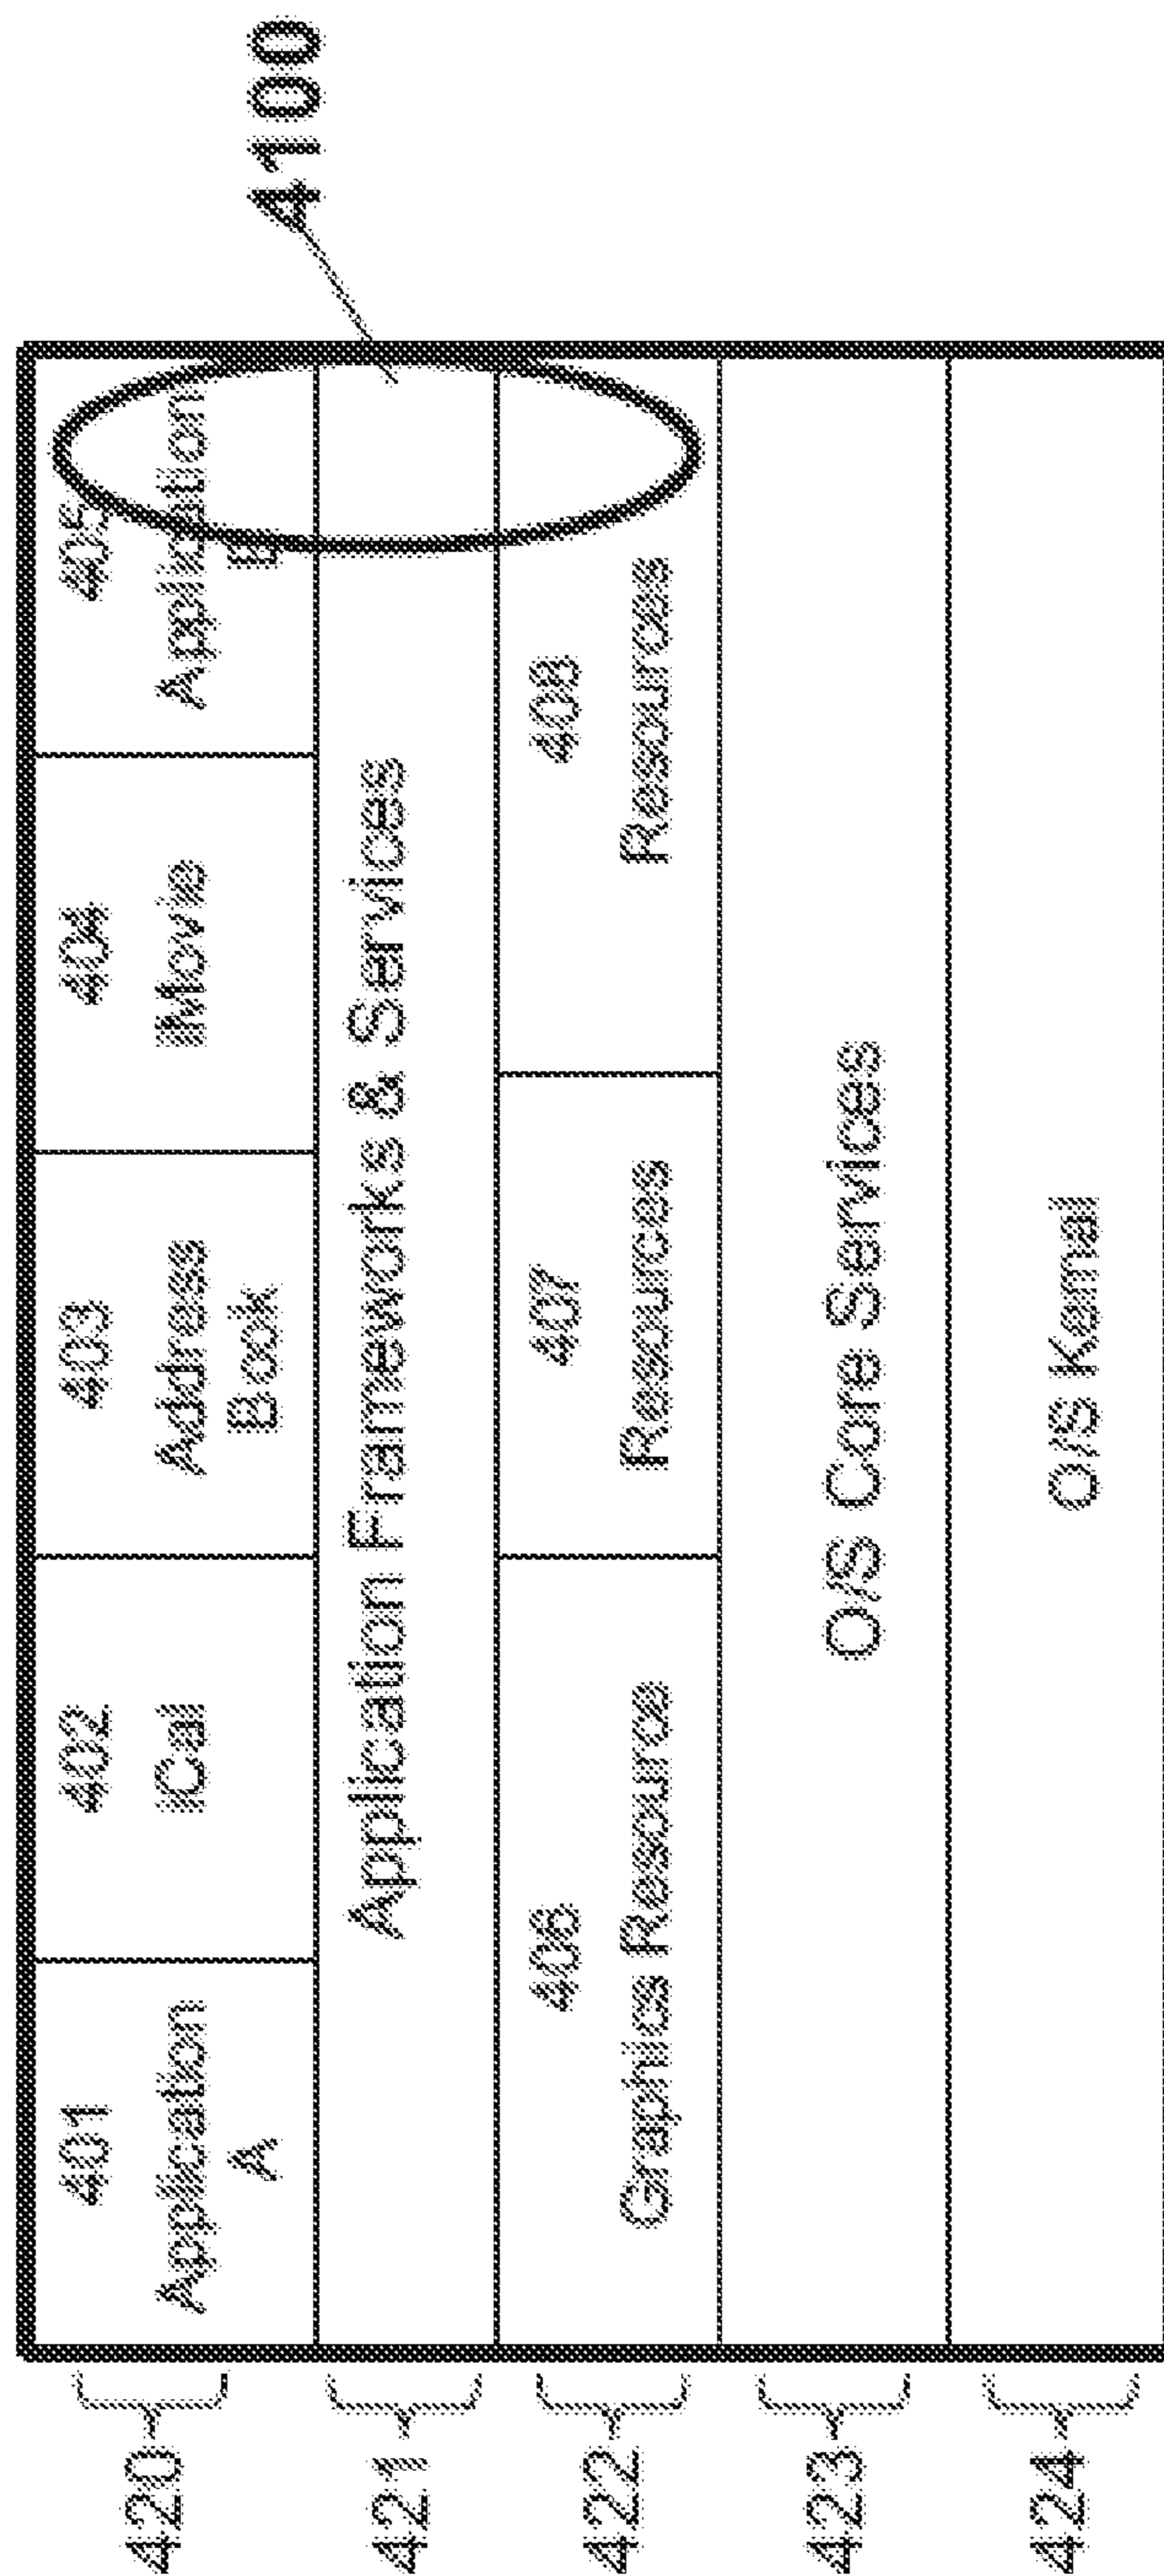 4100
420
401
Application
A
402
iCal
403
Address
Book
404
iMovie
405
Application
421
Application Frameworks & Services
422
406
Graphics Resource
407
Resources
408
Resources
423
O/S Core Services
424
O/S Kernal